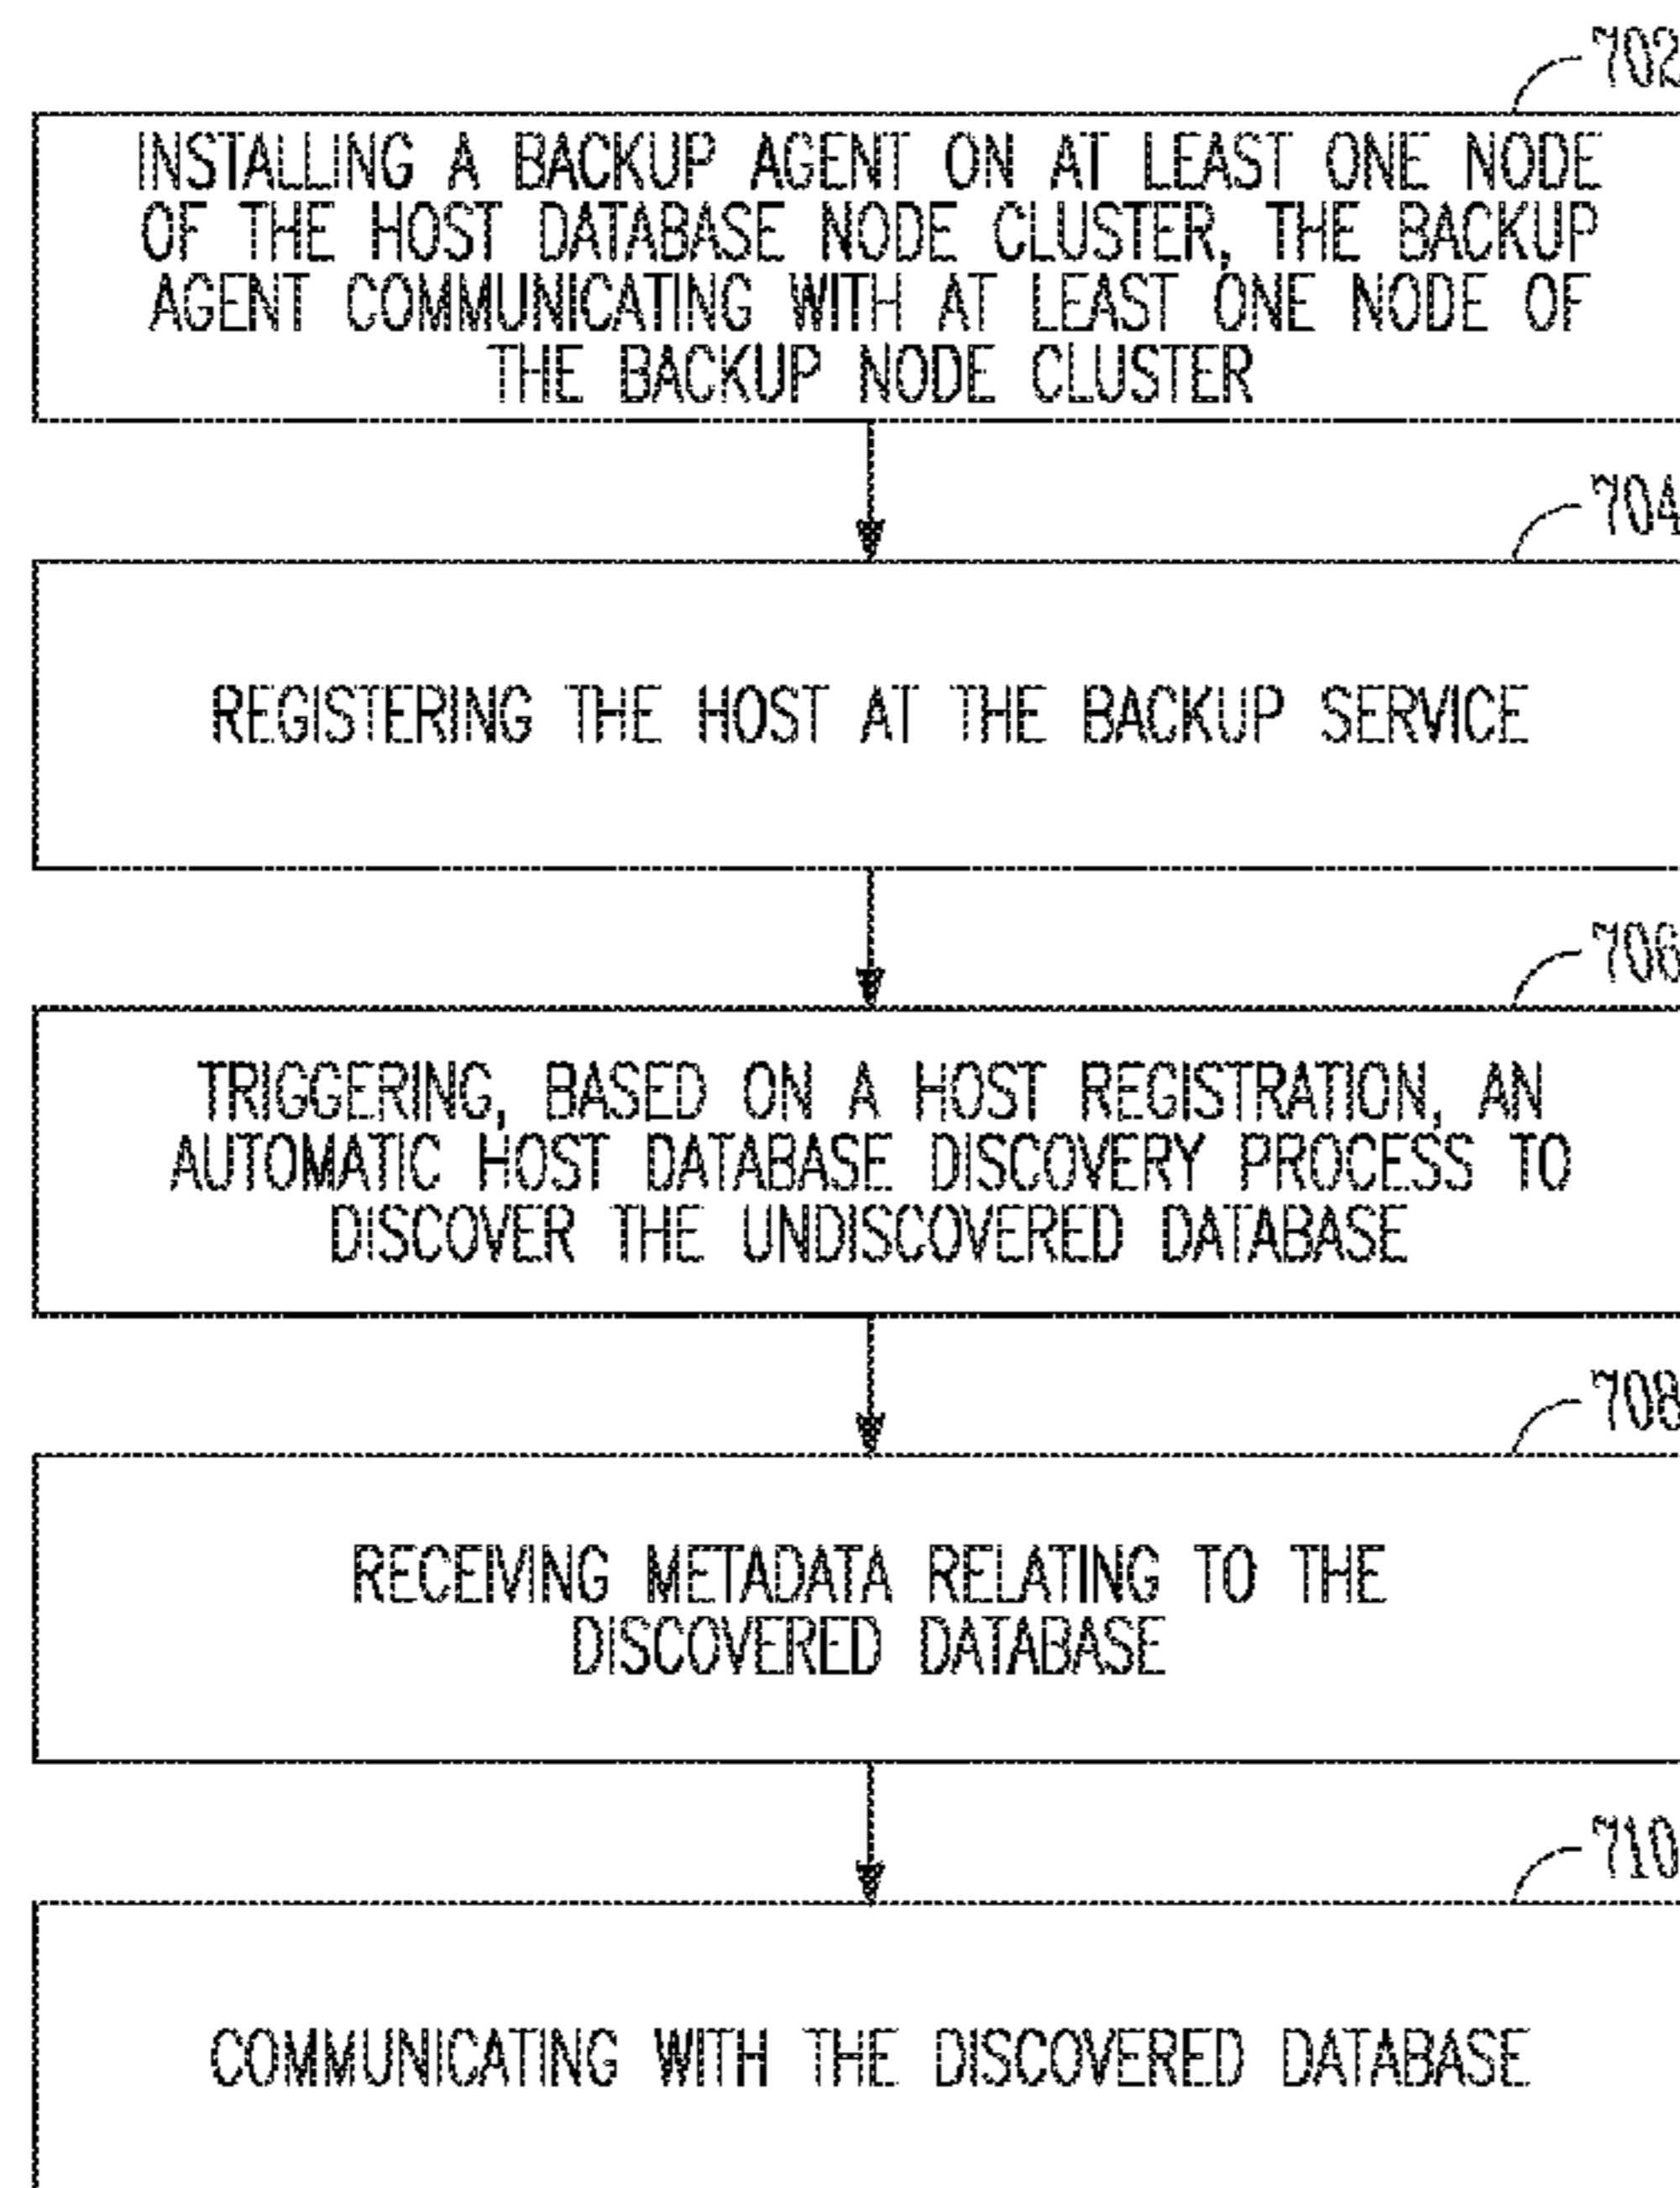 702
INSTALLING A BACKUP AGENT ON AT LEAST ONE NODE
OF THE HOST DATABASE NODE CLUSTER, THE BACKUP
AGENT COMMUNICATING WITH AT LEAST ONE NODE OF
THE BACKUP NODE CLUSTER
704
REGISTERING THE HOST AT THE BACKUP SERVICE
706
TRIGGERING, BASED ON A HOST REGISTRATION, AN
AUTOMATIC HOST DATABASE DISCOVERY PROCESS TO
DISCOVER THE UNDISCOVERED DATABASE
708
RECEIVING METADATA RELATING TO THE
DISCOVERED DATABASE
710
COMMUNICATING WITH THE DISCOVERED DATABASE